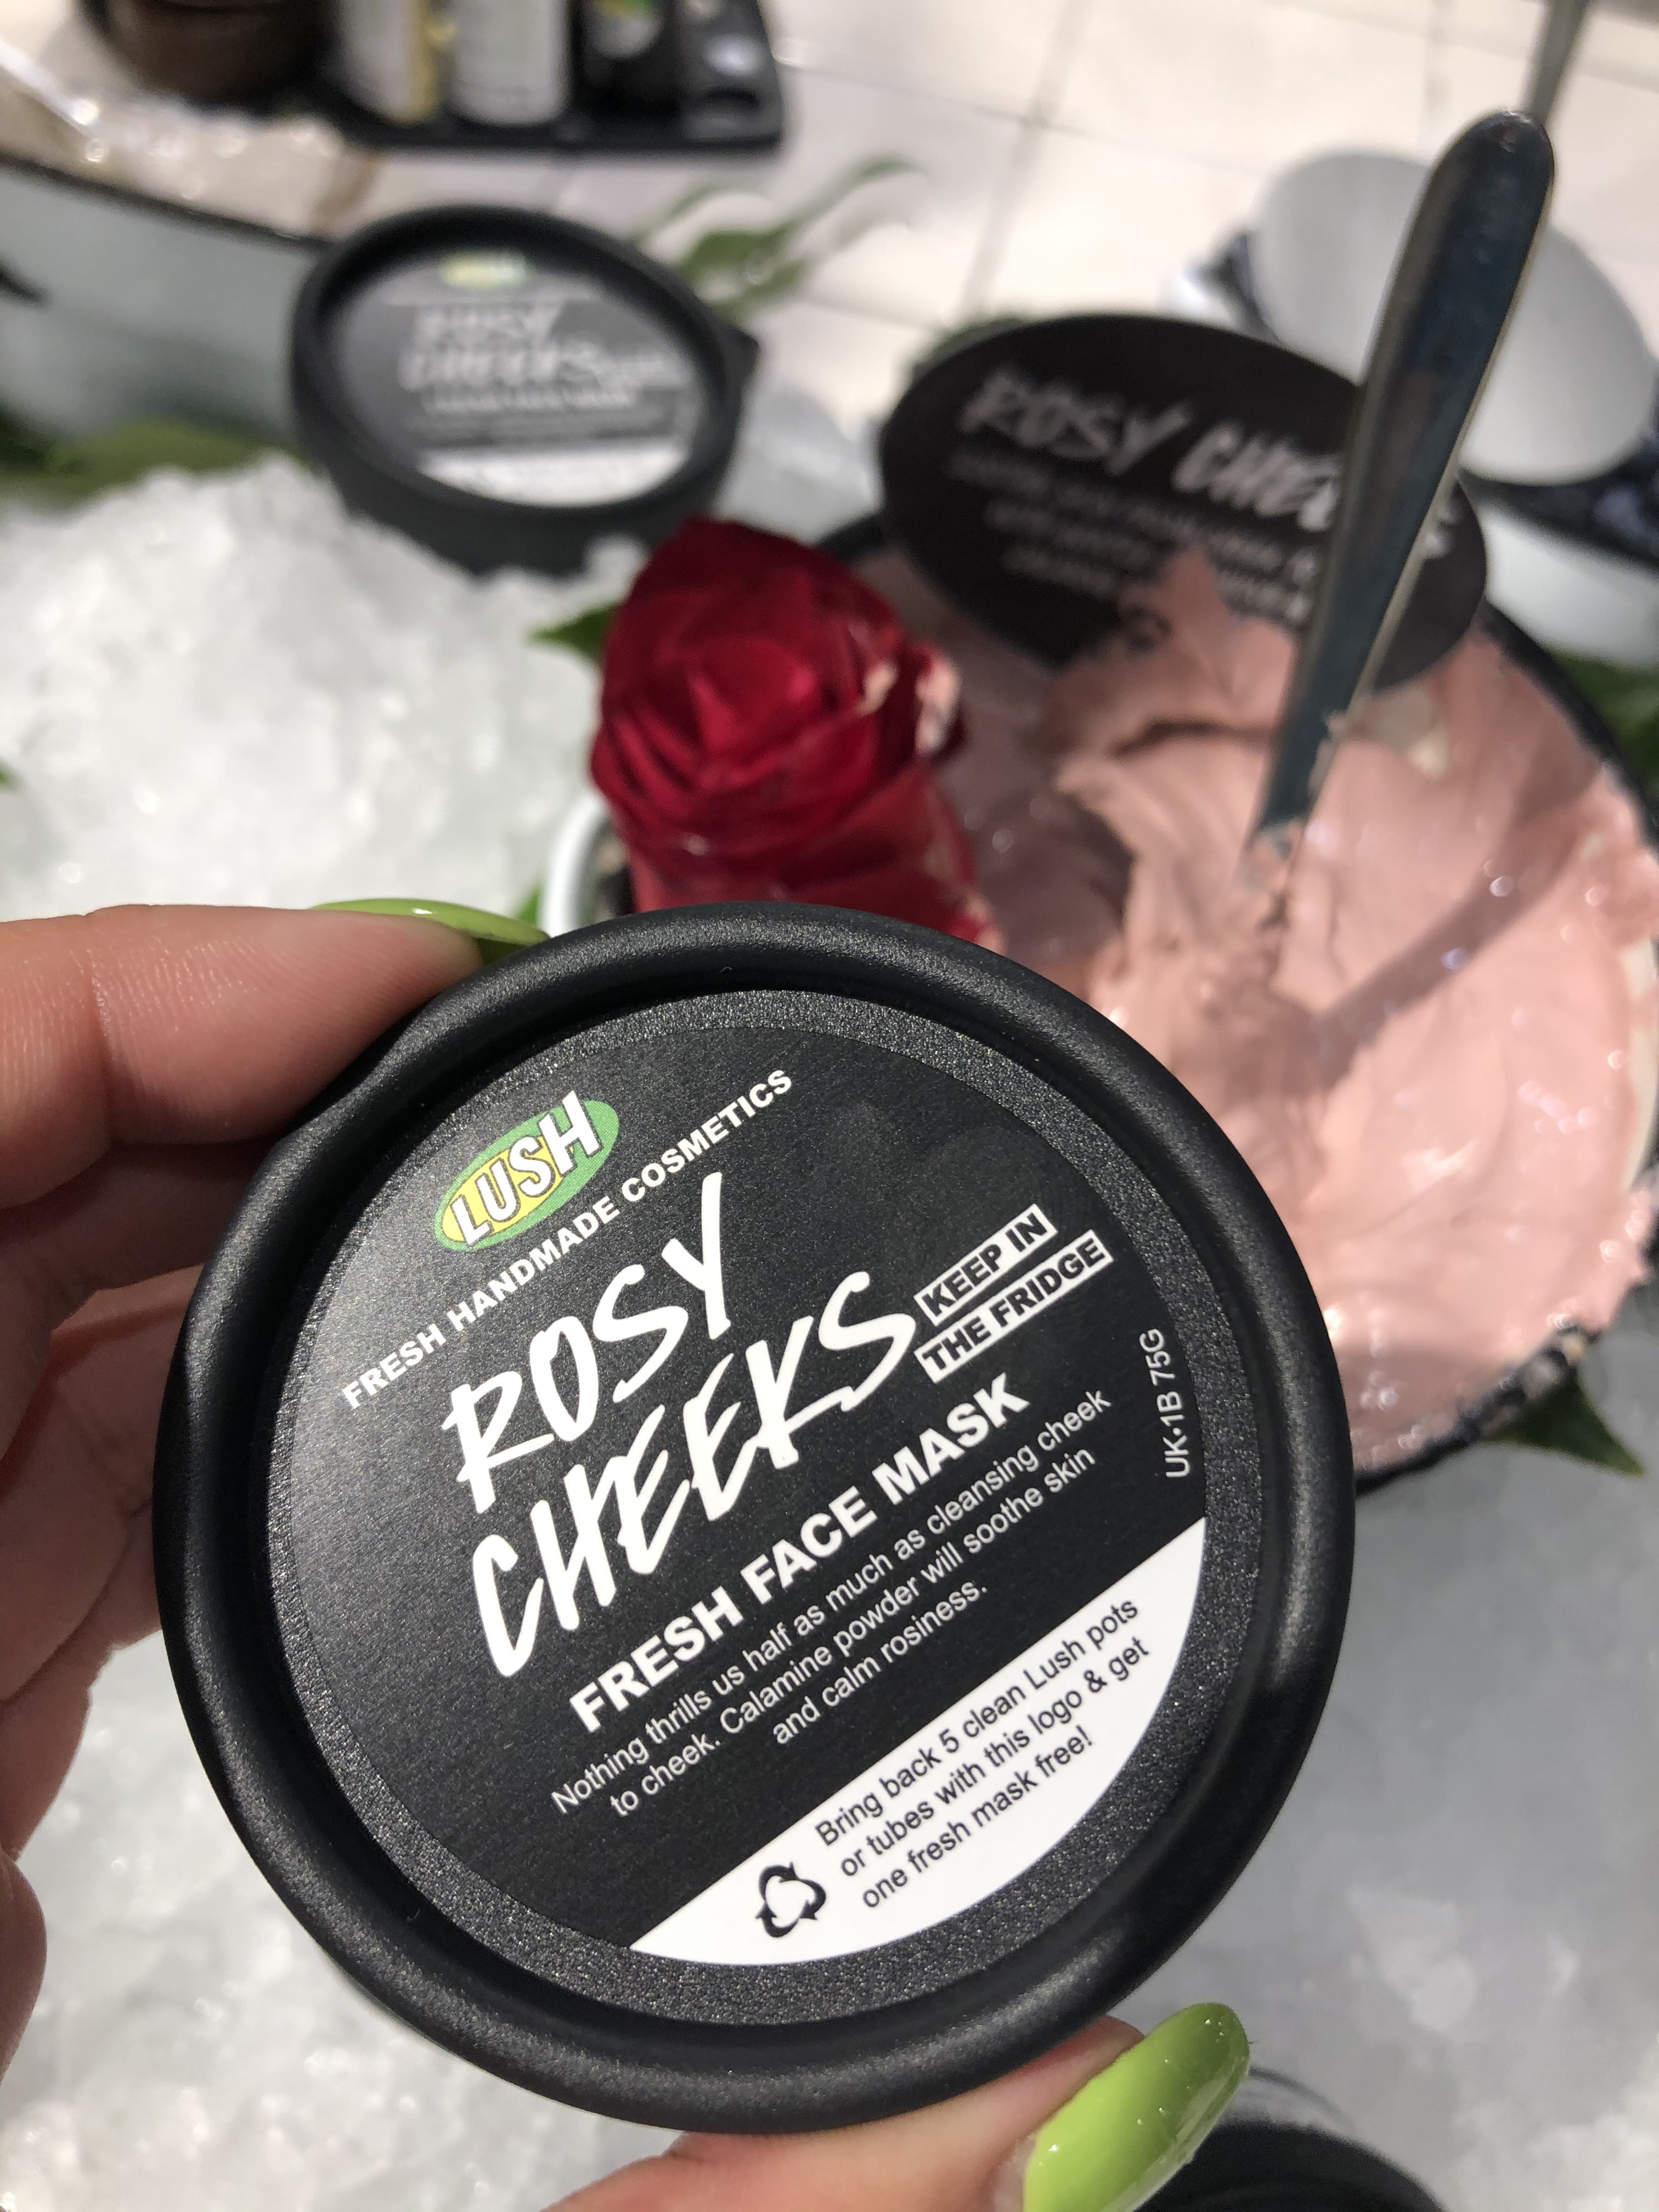 ROSY
CHEEKS
ROSY
LUSH
FRESH HANDMADE COSMETICS
ROSY
CHEEKS
KEEP IN
THE FRIDGE
FRESH FACE MASK
Nothing thrills us half as much as cleansing cheek
to cheek. Calamine powder will soothe skin
and calm rosiness.
UK•1B 75G
Bring back 5 clean Lush pots
or tubes with this logo & get
one fresh mask free!